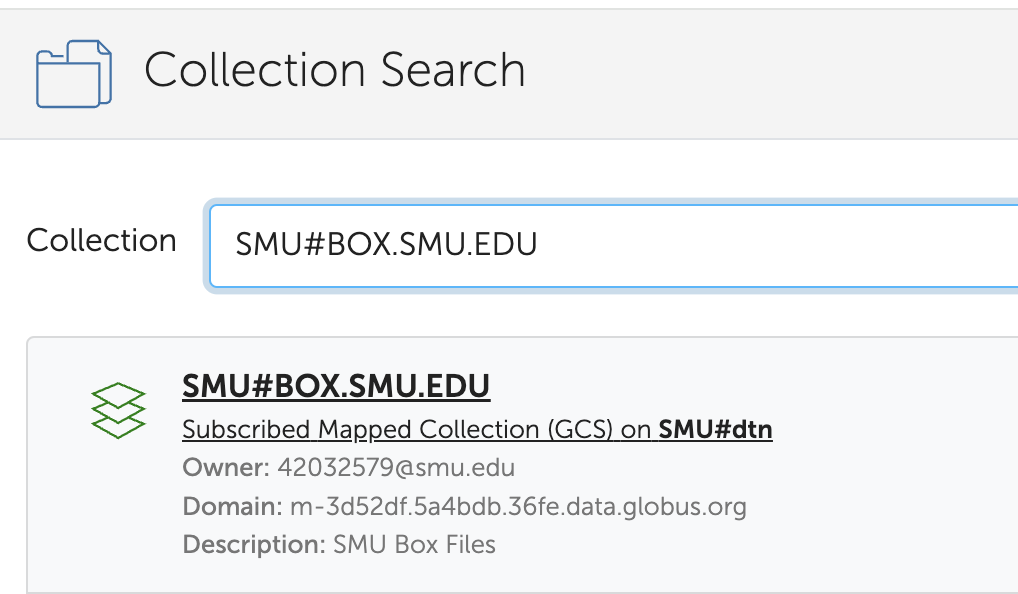 Collection Search
Collection
SMU#BOX.SMU.EDU
SMU#BOX.SMU.EDU
Subscribed Mapped Collection (GCS) on SMU#dtn
Owner: 42032579@smu.edu
Domain: m-3d52df.5a4bdb.36fe.data.globus.org
Description: SMU Box Files